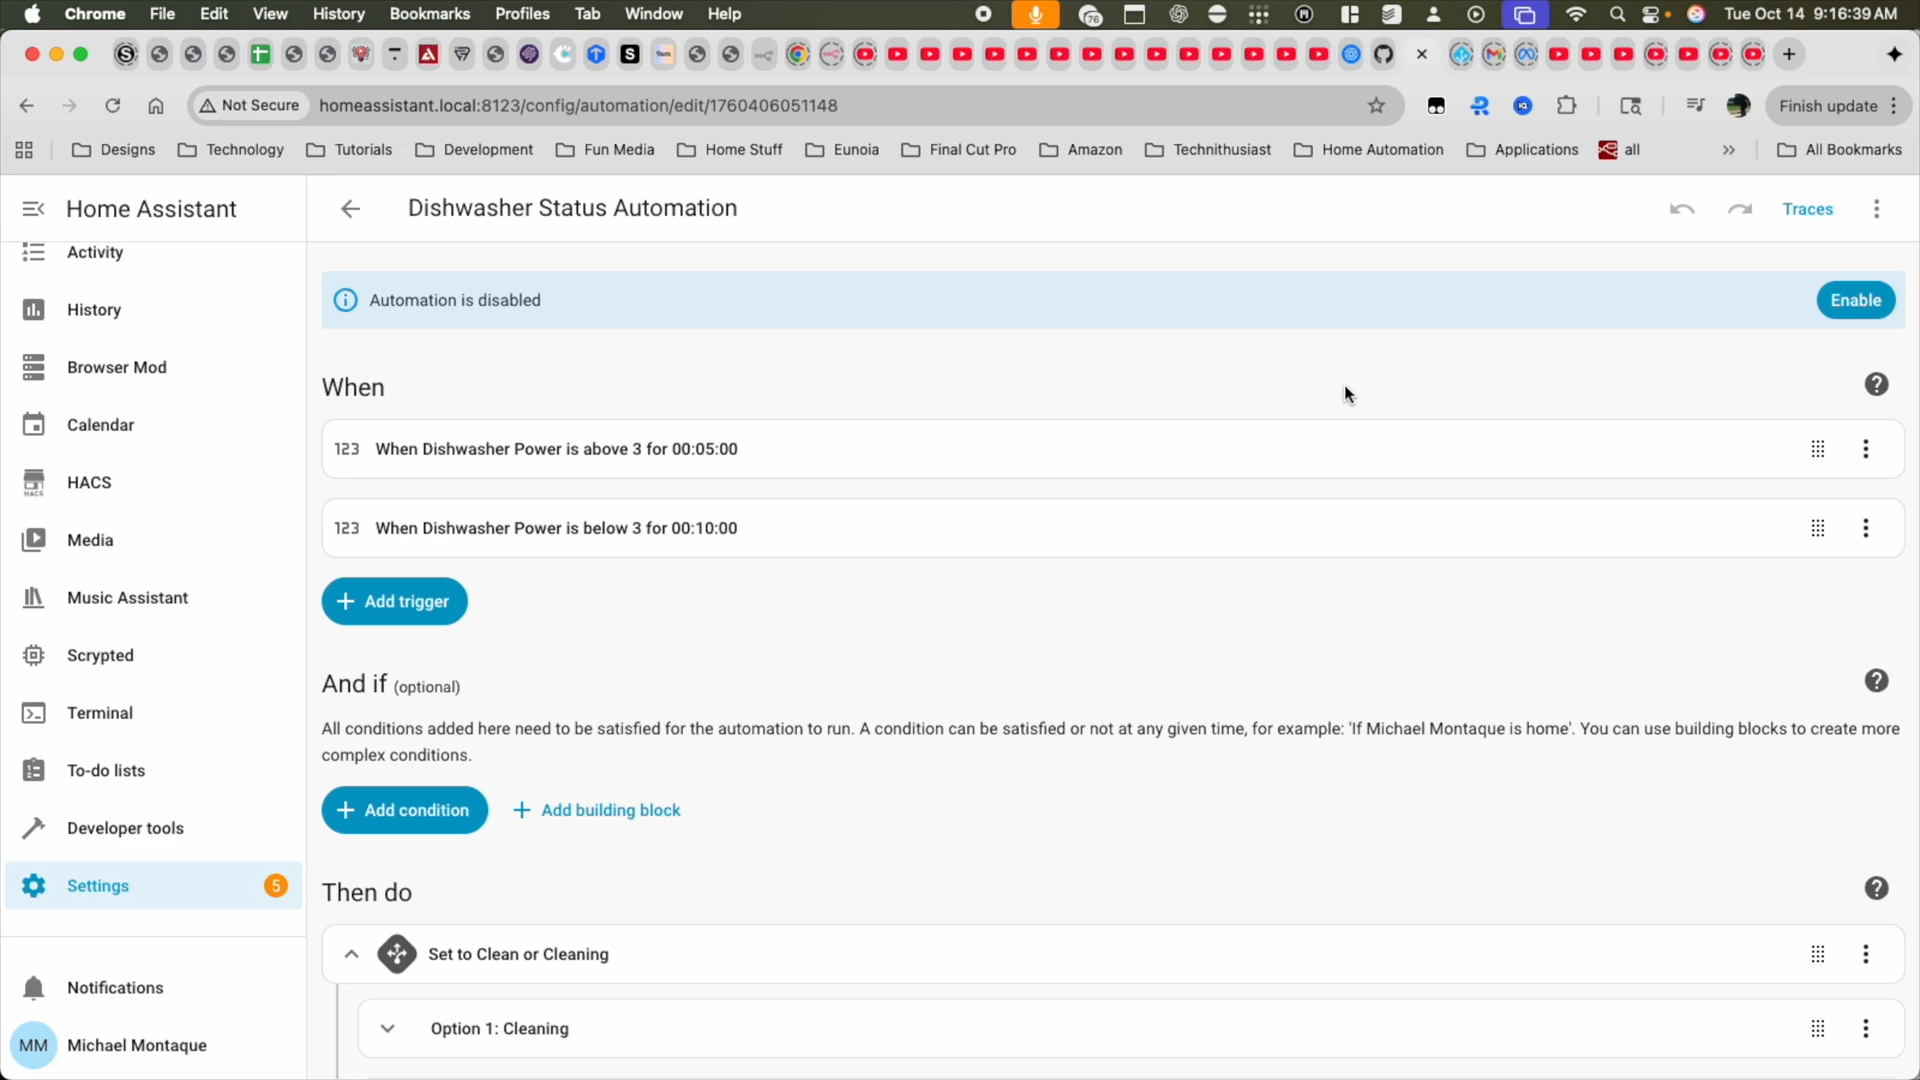 Chrome File Edit View History Bookmarks Profiles Tab Window Help
76
Tue Oct 14 9:16:39 AM
Not Secure homeassistant.local:8123/config/automation/edit/1760406051148
Finish update
Designs Technology Tutorials Development Fun Media Home Stuff Eunoia Final Cut Pro Amazon Technithusiast Home Automation Applications all » All Bookmarks
Home Assistant
Activity
History
Browser Mod
Calendar
HACS
HACS
Media
Music Assistant
Scrypted
Terminal
To-do lists
Developer tools
Settings 5
Notifications
MM Michael Montaque
Dishwasher Status Automation
Traces
Automation is disabled
Enable
When
123 When Dishwasher Power is above 3 for 00:05:00
123 When Dishwasher Power is below 3 for 00:10:00
+ Add trigger
And if (optional)
All conditions added here need to be satisfied for the automation to run. A condition can be satisfied or not at any given time, for example: 'If Michael Montaque is home'. You can use building blocks to create more
complex conditions.
+ Add condition + Add building block
Then do
Set to Clean or Cleaning
Option 1: Cleaning